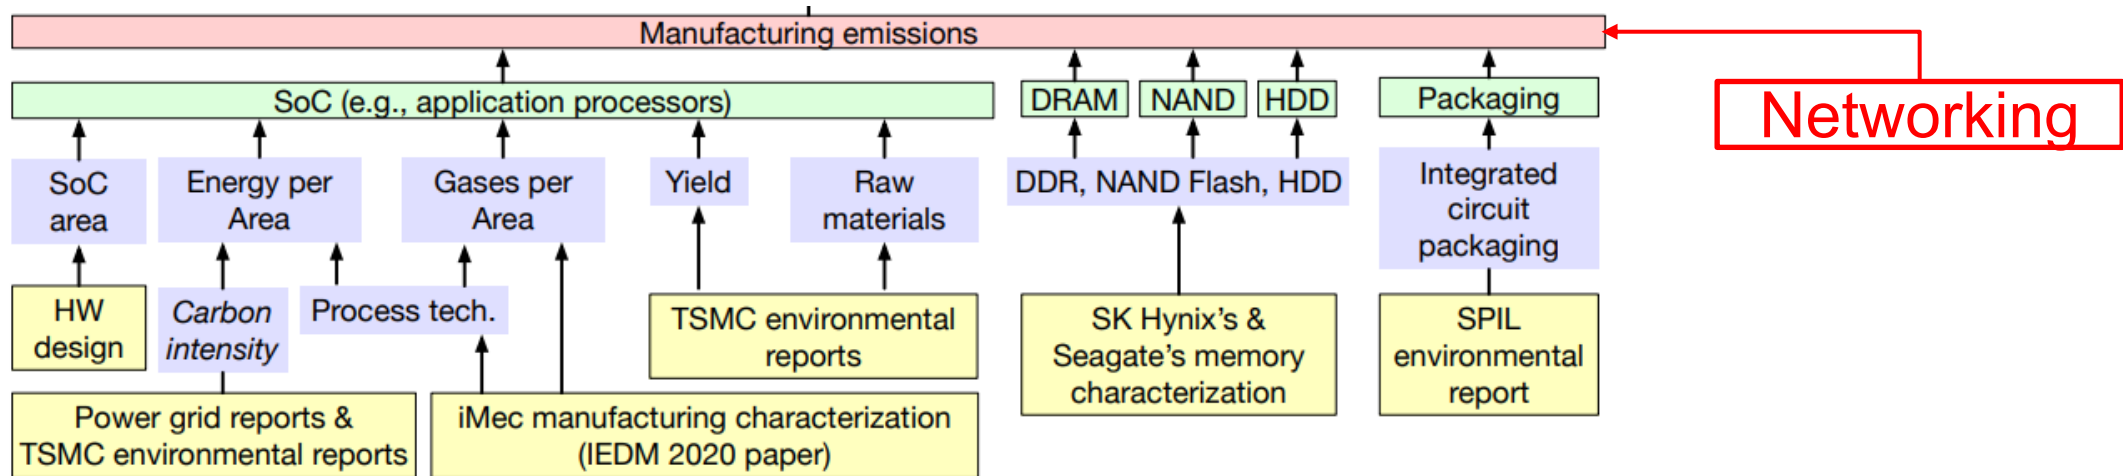 Manufacturing emissions
SoC (e.g., application processors)
DRAM
NAND
HDD
Packaging
Networking
SoC
area
Energy per
Area
Gases per
Area
Yield
Raw
materials
DDR, NAND Flash, HDD
Integrated
circuit
packaging
HW
design
Carbon
intensity
Process tech.
TSMC environmental
reports
SK Hynix’s &
Seagate’s memory
characterization
SPIL
environmental
report
Power grid reports &
TSMC environmental reports
iMec manufacturing characterization
(IEDM 2020 paper)